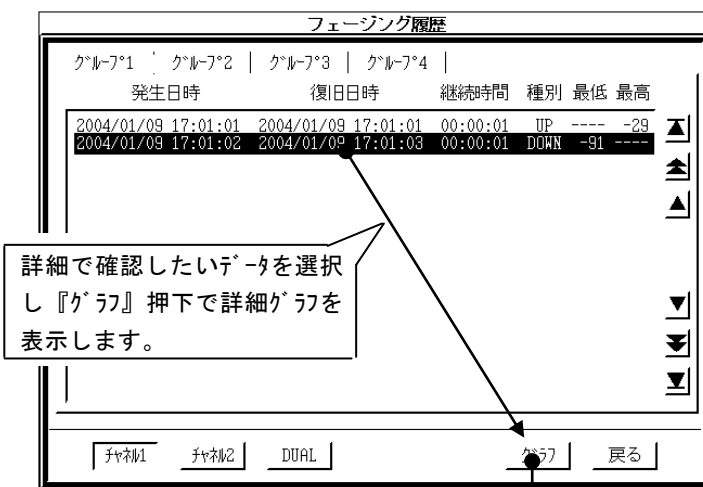 フェージング履歴
ｸﾞﾙｰﾌﾟ1 ｸﾞﾙｰﾌﾟ2 ｸﾞﾙｰﾌﾟ3 ｸﾞﾙｰﾌﾟ4
発生日時 復旧日時 継続時間 種別 最低 最高
2004/01/09 17:01:01 2004/01/09 17:01:01 00:00:01 UP ---- -29
2004/01/09 17:01:02 2004/01/09 17:01:03 00:00:01 DOWN -91 ----
詳細で確認したいﾃﾞｰﾀを選択
し『ｸﾞﾗﾌ』押下で詳細ｸﾞﾗﾌを
表示します。
ﾁｬﾈﾙ1 ﾁｬﾈﾙ2 DUAL ｸﾞﾗﾌ 戻る